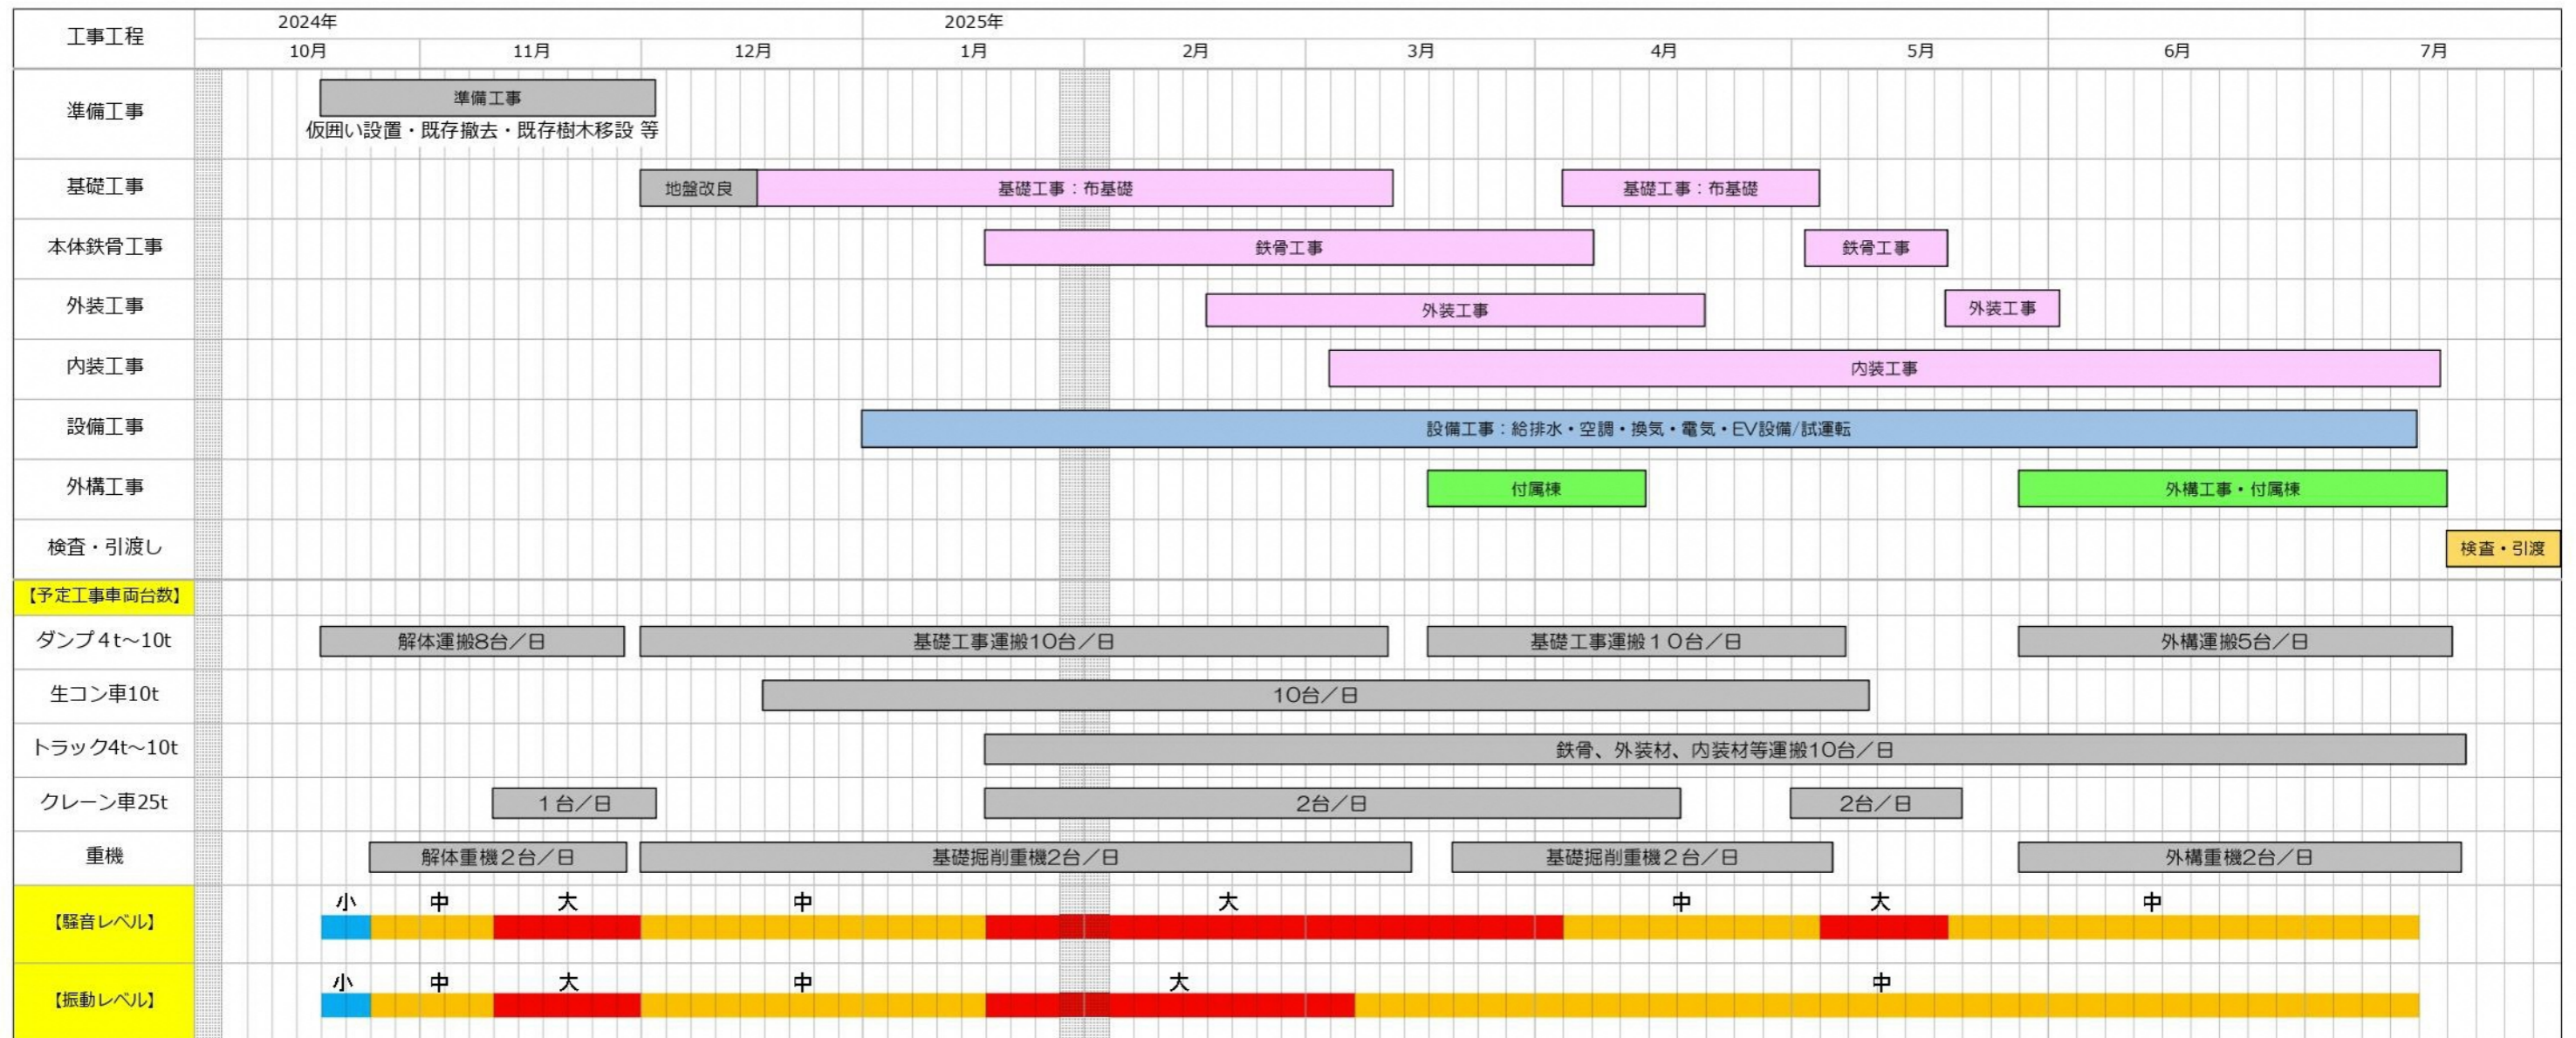 工事工程
2024年
2025年
10月
11月
12月
1月
2月
3月
4月
5月
6月
7月
準備工事
準備工事
仮囲い設置・既存撤去・既存樹木移設 等
基礎工事
地盤改良
基礎工事：布基礎
基礎工事：布基礎
本体鉄骨工事
鉄骨工事
鉄骨工事
外装工事
外装工事
外装工事
内装工事
内装工事
設備工事
設備工事：給排水・空調・換気・電気・EV設備/試運転
外構工事
付属棟
外構工事・付属棟
検査・引渡し
検査・引渡
【予定工事車両台数】
ダンプ４t～10t
解体運搬8台／日
基礎工事運搬10台／日
基礎工事運搬１０台／日
外構運搬5台／日
生コン車10t
10台／日
トラック4t～10t
鉄骨、外装材、内装材等運搬10台／日
クレーン車25t
１台／日
2台／日
2台／日
重機
解体重機２台／日
基礎掘削重機2台／日
基礎掘削重機２台／日
外構重機2台／日
【騒音レベル】
小
中
大
中
大
中
大
中
【振動レベル】
小
中
大
中
大
中